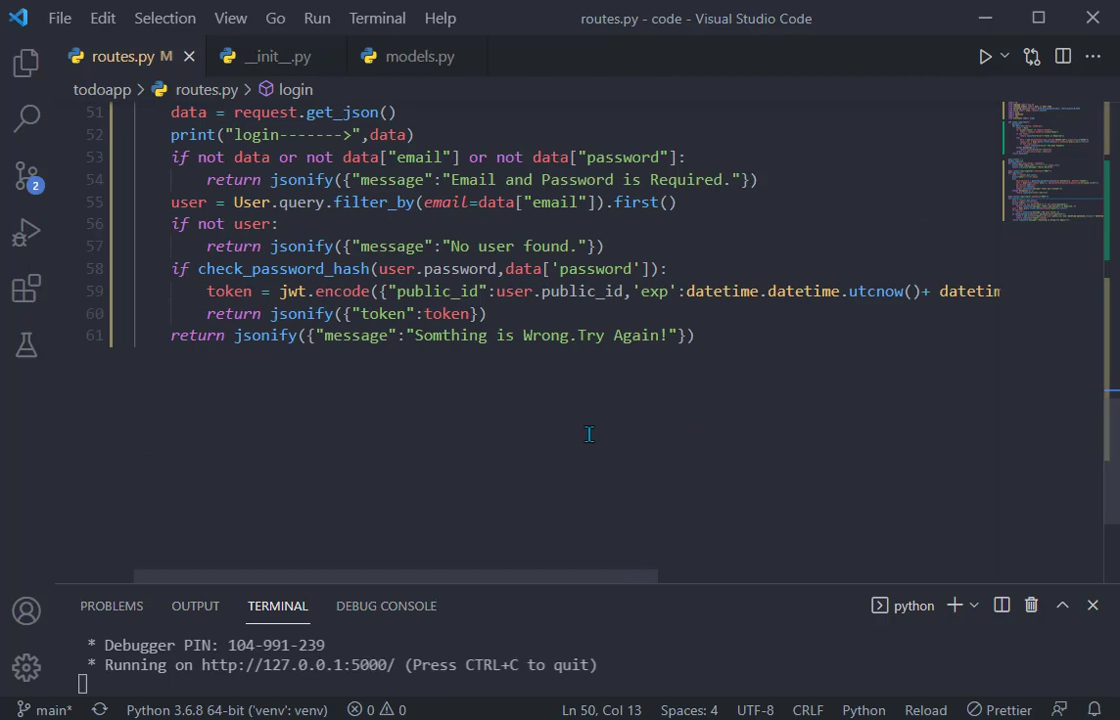 File Edit Selection View Go Run Terminal Help routes.py - code - Visual Studio Code
routes.py M __init__.py models.py
todoapp > routes.py > login
51 data = request.get_json()
52 print("login------->",data)
53 if not data or not data["email"] or not data["password"]:
54 return jsonify({"message":"Email and Password is Required."})
55 user = User.query.filter_by(email=data["email"]).first()
56 if not user:
57 return jsonify({"message":"No user found."})
58 if check_password_hash(user.password,data['password']):
59 token = jwt.encode({"public_id":user.public_id,'exp':datetime.datetime.utcnow()+ datetim
60 return jsonify({"token":token})
61 return jsonify({"message":"Somthing is Wrong.Try Again!"})
2
PROBLEMS OUTPUT TERMINAL DEBUG CONSOLE python
* Debugger PIN: 104-991-239
* Running on http://127.0.0.1:5000/ (Press CTRL+C to quit)
main* Python 3.6.8 64-bit ('venv': venv) 0 0 Ln 50, Col 13 Spaces: 4 UTF-8 CRLF Python Reload Prettier